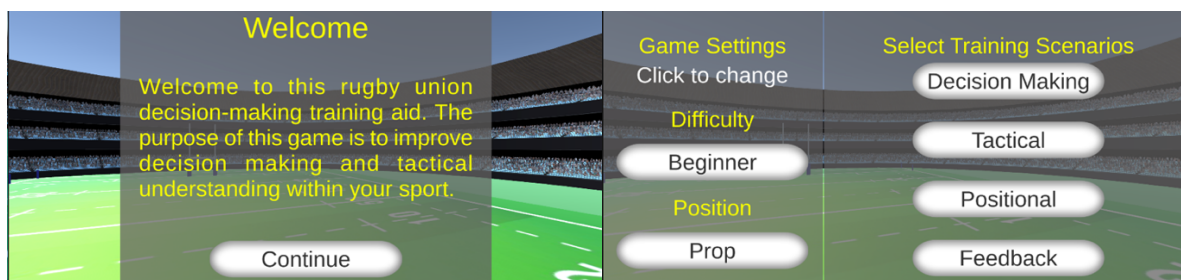 Welcome
Welcome to this rugby union
decision-making training aid. The
purpose of this game is to improve
decision making and tactical
understanding within your sport.
Continue
Game Settings
Click to change
Difficulty
Beginner
Position
Prop
Select Training Scenarios
Decision Making
Tactical
Positional
Feedback